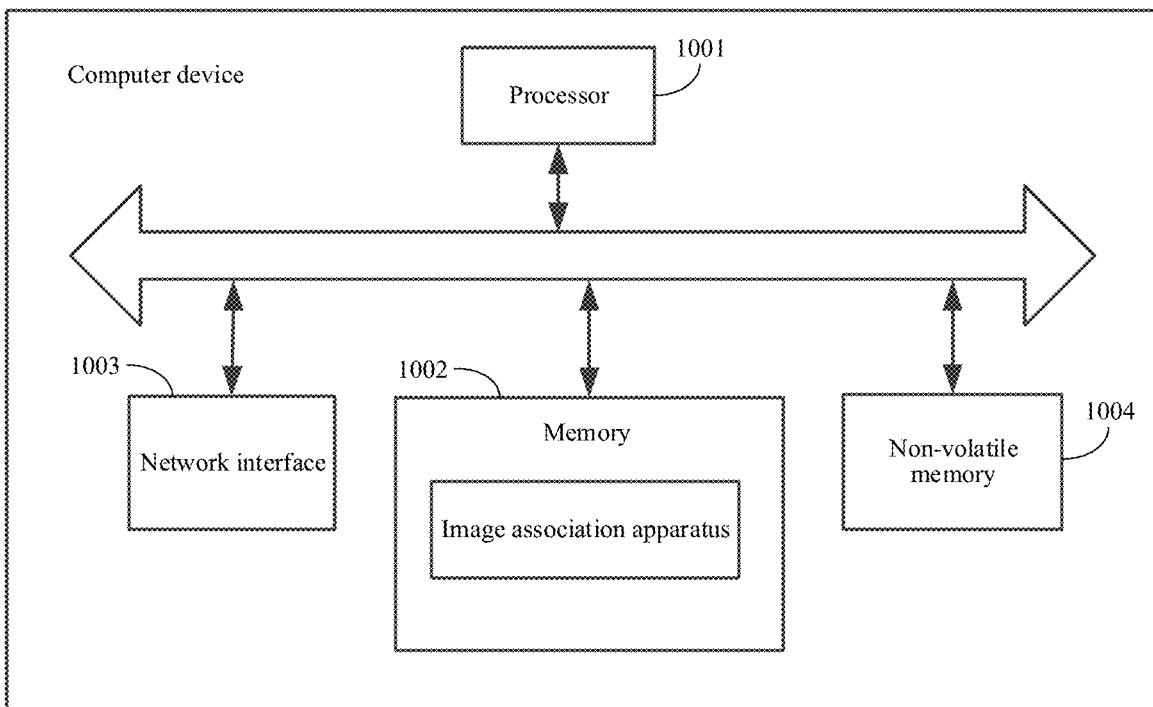 1001
Computer device
Processor
1003
1002
1004
Memory
Network interface
Non-volatile
memory
Image association apparatus